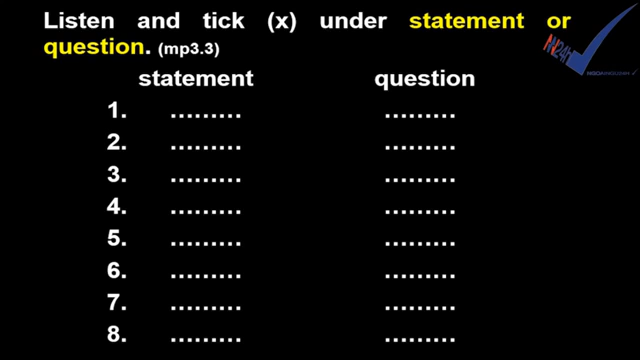 Listen and tick (x) under statement or
question. (mp3.3)
statement question
1. ......... .........
2. ......... .........
3. ......... .........
4. ......... .........
5. ......... .........
6. ......... .........
7. ......... .........
8. ......... .........